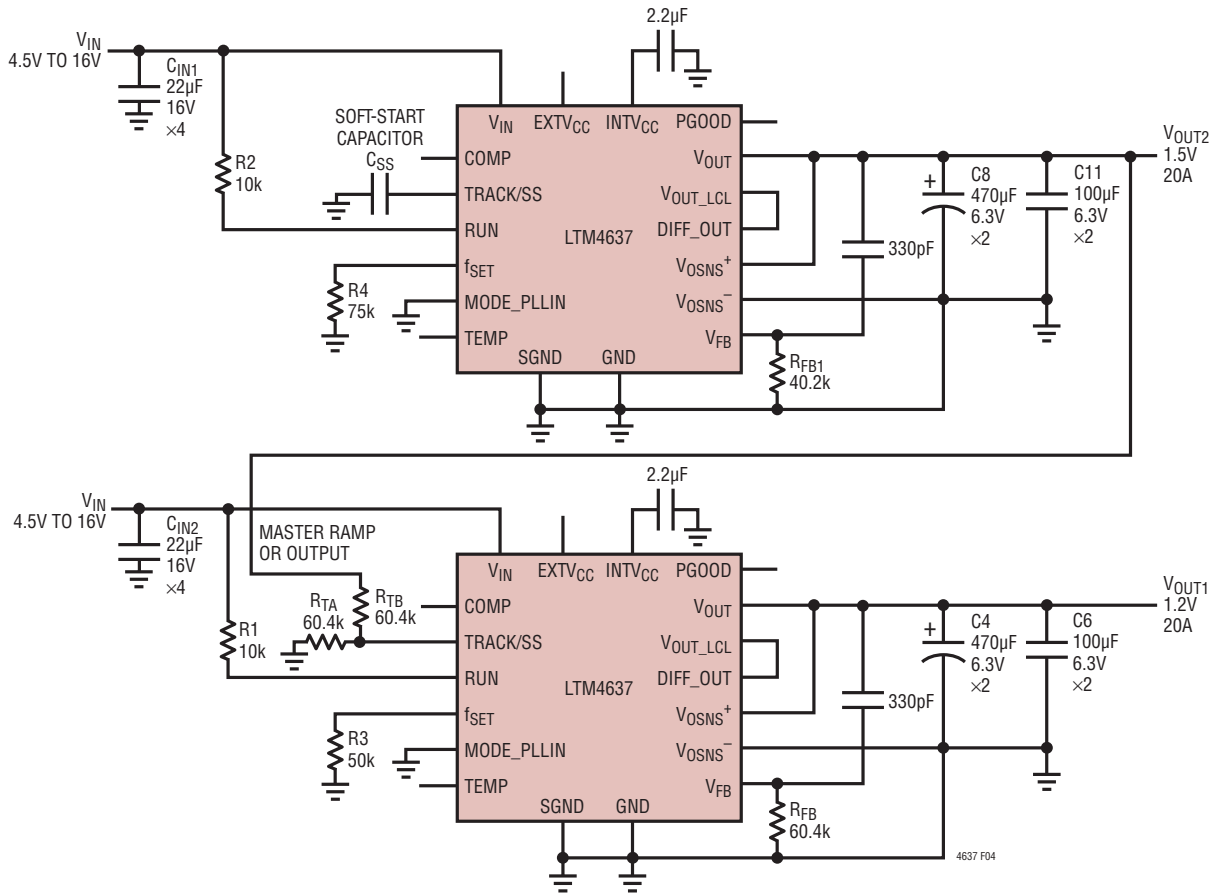 2.2µF
VIN
4.5V TO 16V
CIN1
22µF
16V
×4
R2
10k
SOFT-START
CAPACITOR
CSS
VIN
EXTVCC
INTVCC
PGOOD
COMP
TRACK/SS
RUN
fSET
MODE_PLLIN
TEMP
LTM4637
SGND
GND
VOUT
VOUT_LCL
DIFF_OUT
VOSNS+
VOSNS–
VFB
R4
75k
330pF
RFB1
40.2k
C8
470µF
6.3V
×2
C11
100µF
6.3V
×2
VOUT2
1.5V
20A
2.2µF
VIN
4.5V TO 16V
CIN2
22µF
16V
×4
MASTER RAMP
OR OUTPUT
RTA
60.4k
RTB
60.4k
R1
10k
VIN
EXTVCC
INTVCC
PGOOD
COMP
TRACK/SS
RUN
fSET
MODE_PLLIN
TEMP
LTM4637
SGND
GND
VOUT
VOUT_LCL
DIFF_OUT
VOSNS+
VOSNS–
VFB
R3
50k
330pF
RFB
60.4k
C4
470µF
6.3V
×2
C6
100µF
6.3V
×2
VOUT1
1.2V
20A
4637 F04